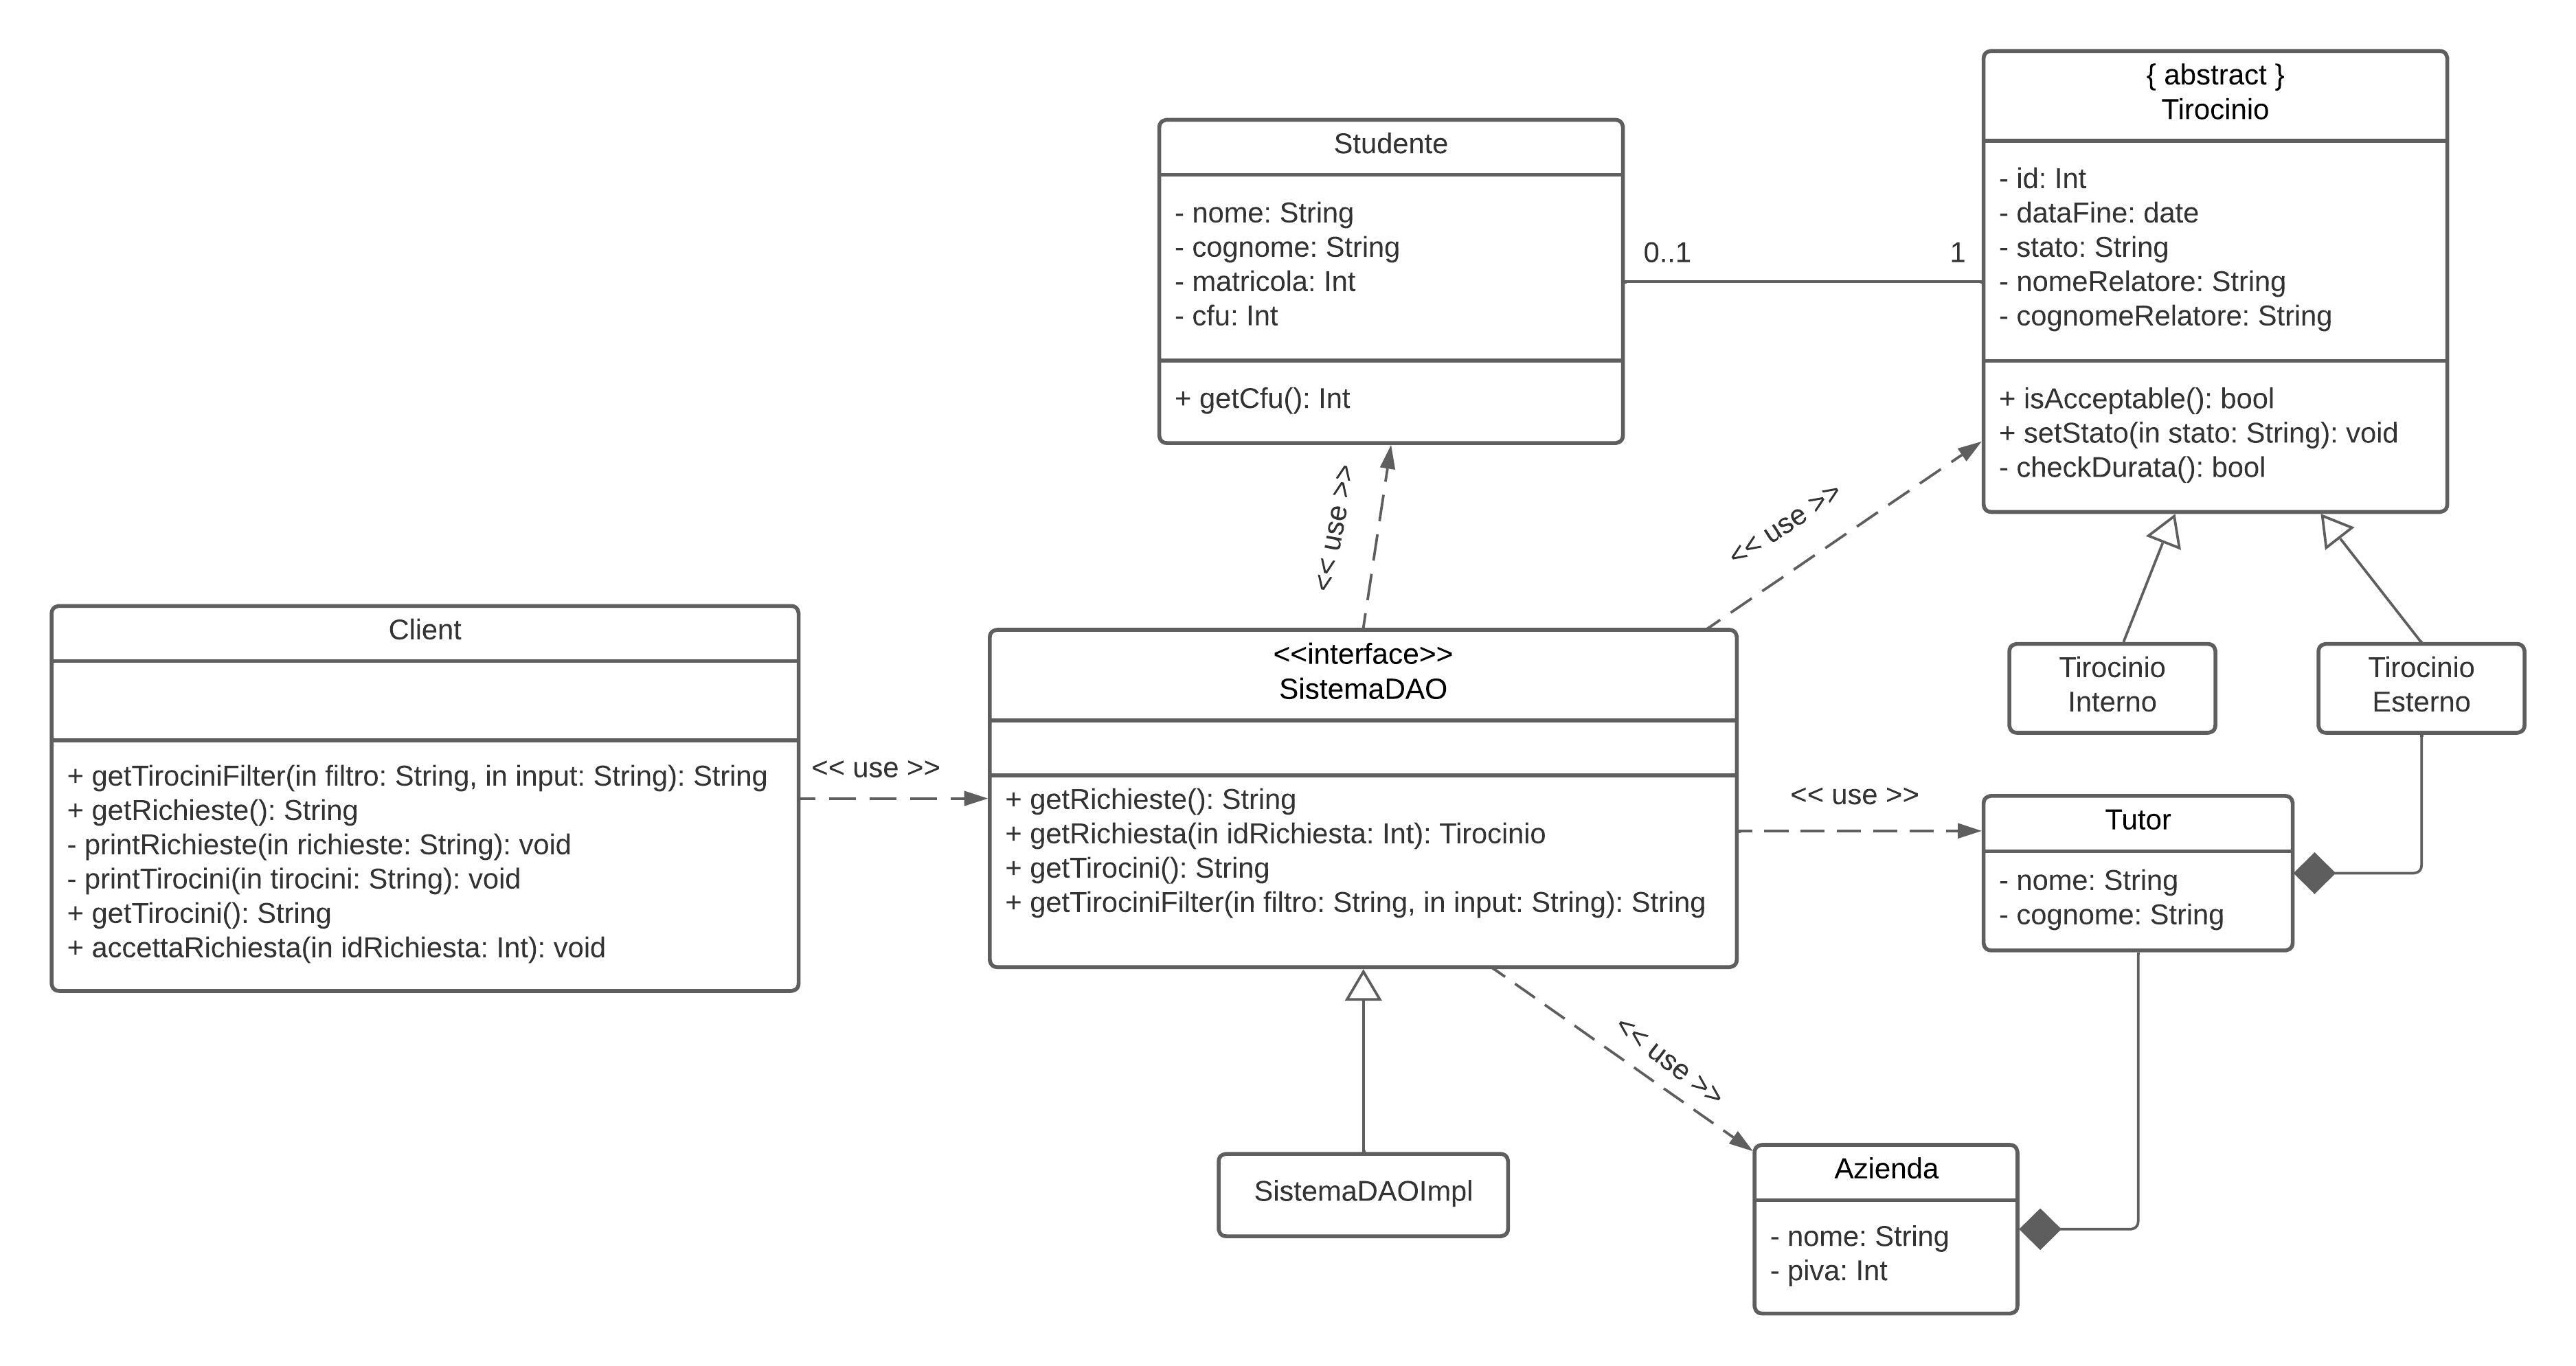 { abstract }
Tirocinio
- id: Int
- dataFine: date
- stato: String
- nomeRelatore: String
- cognomeRelatore: String
+ isAcceptable(): bool
+ setStato(in stato: String): void
- checkDurata(): bool
Studente
- nome: String
- cognome: String
- matricola: Int
- cfu: Int
+ getCfu(): Int
0..1
1
<< use >>
<< use >>
Client
+ getTirociniFilter(in filtro: String, in input: String): String
+ getRichieste(): String
- printRichieste(in richieste: String): void
- printTirocini(in tirocini: String): void
+ getTirocini(): String
+ accettaRichiesta(in idRichiesta: Int): void
<< use >>
<<interface>>
SistemaDAO
+ getRichieste(): String
+ getRichiesta(in idRichiesta: Int): Tirocinio
+ getTirocini(): String
+ getTirociniFilter(in filtro: String, in input: String): String
Tirocinio
Interno
Tirocinio
Esterno
<< use >>
Tutor
- nome: String
- cognome: String
<< use >>
SistemaDAOImpl
Azienda
- nome: String
- piva: Int